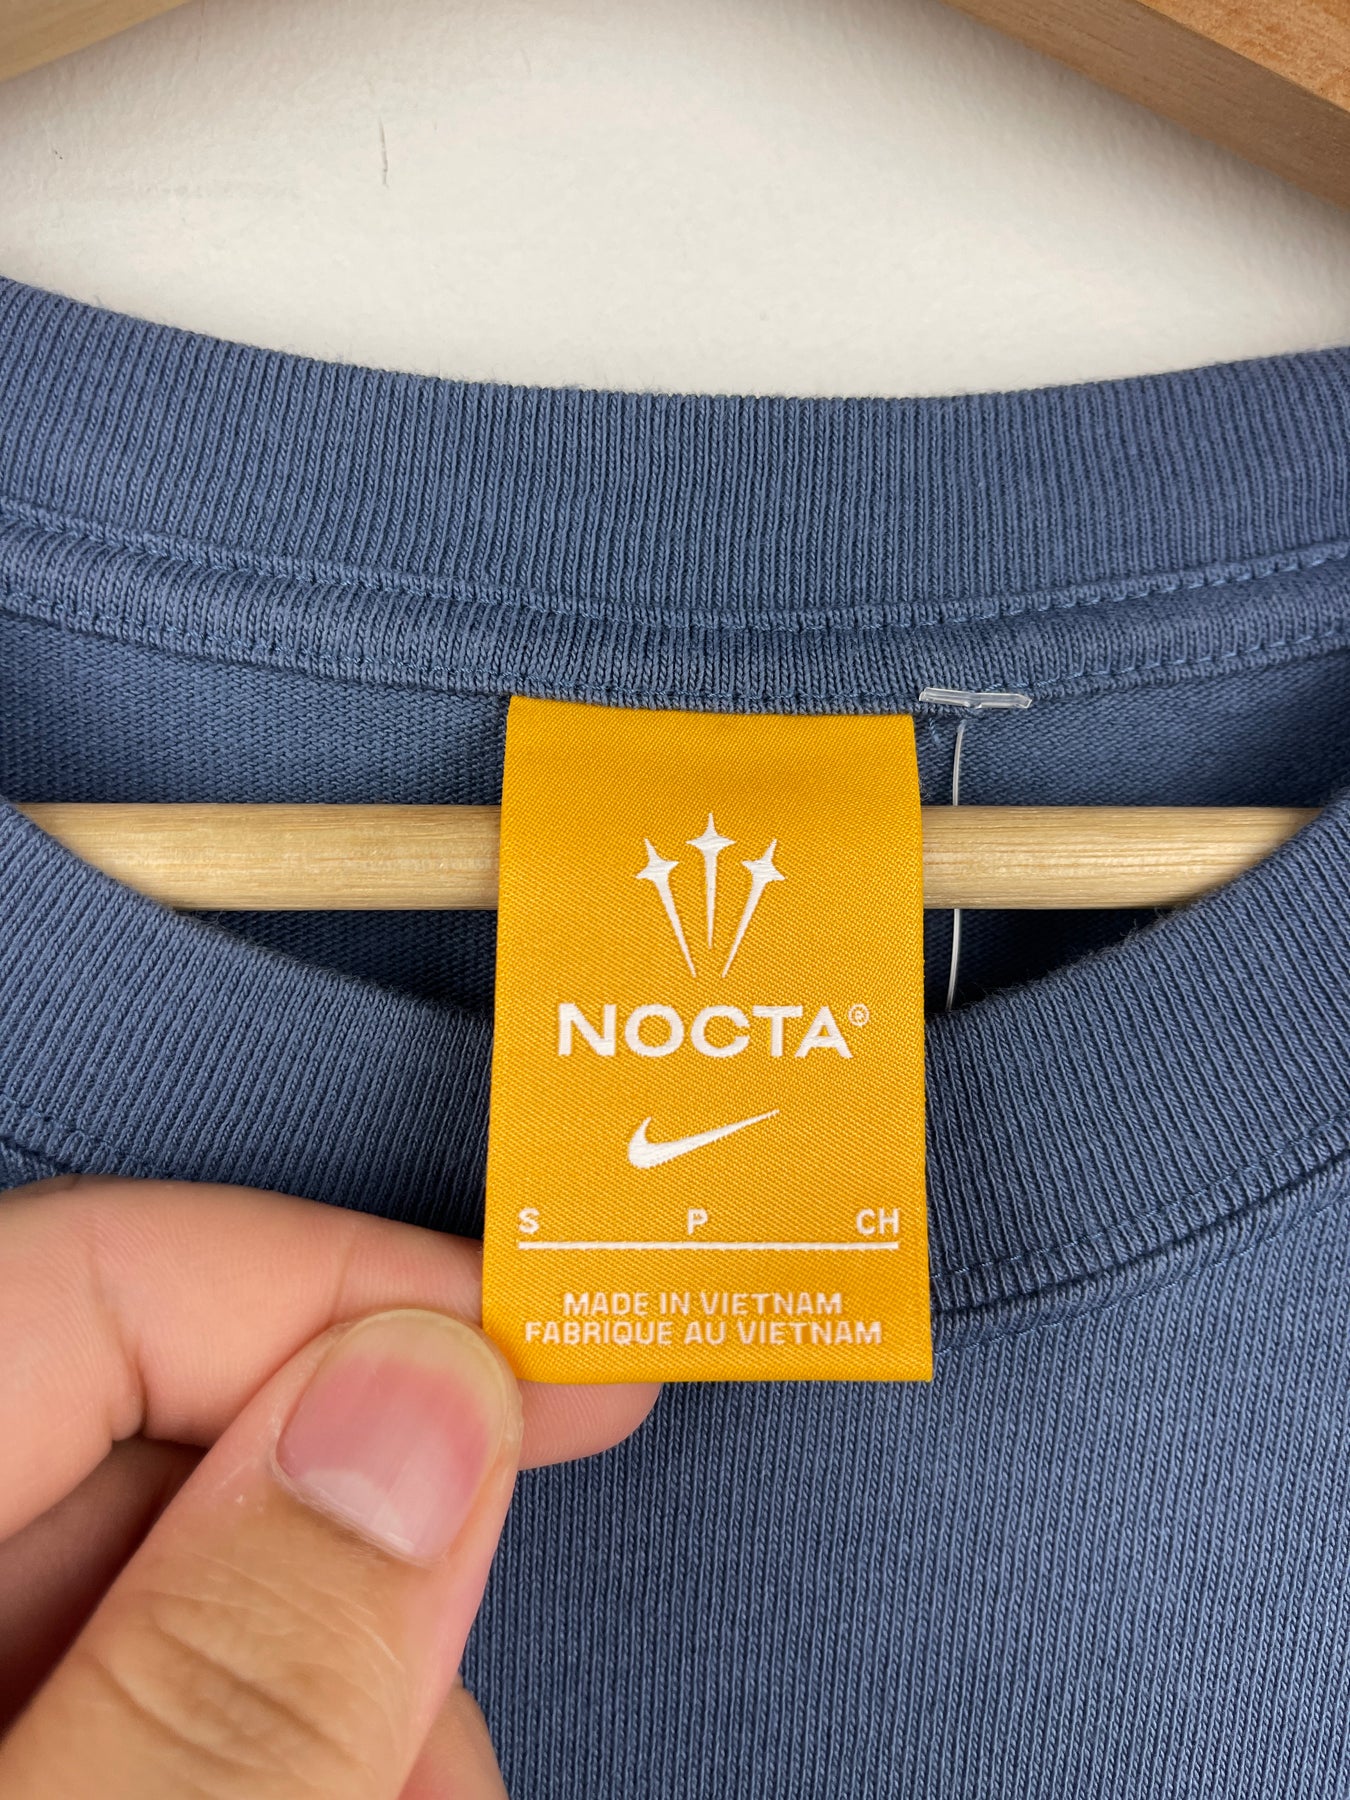 NOCTA®
S P CH
MADE IN VIETNAM
FABRIQUE AU VIETNAM